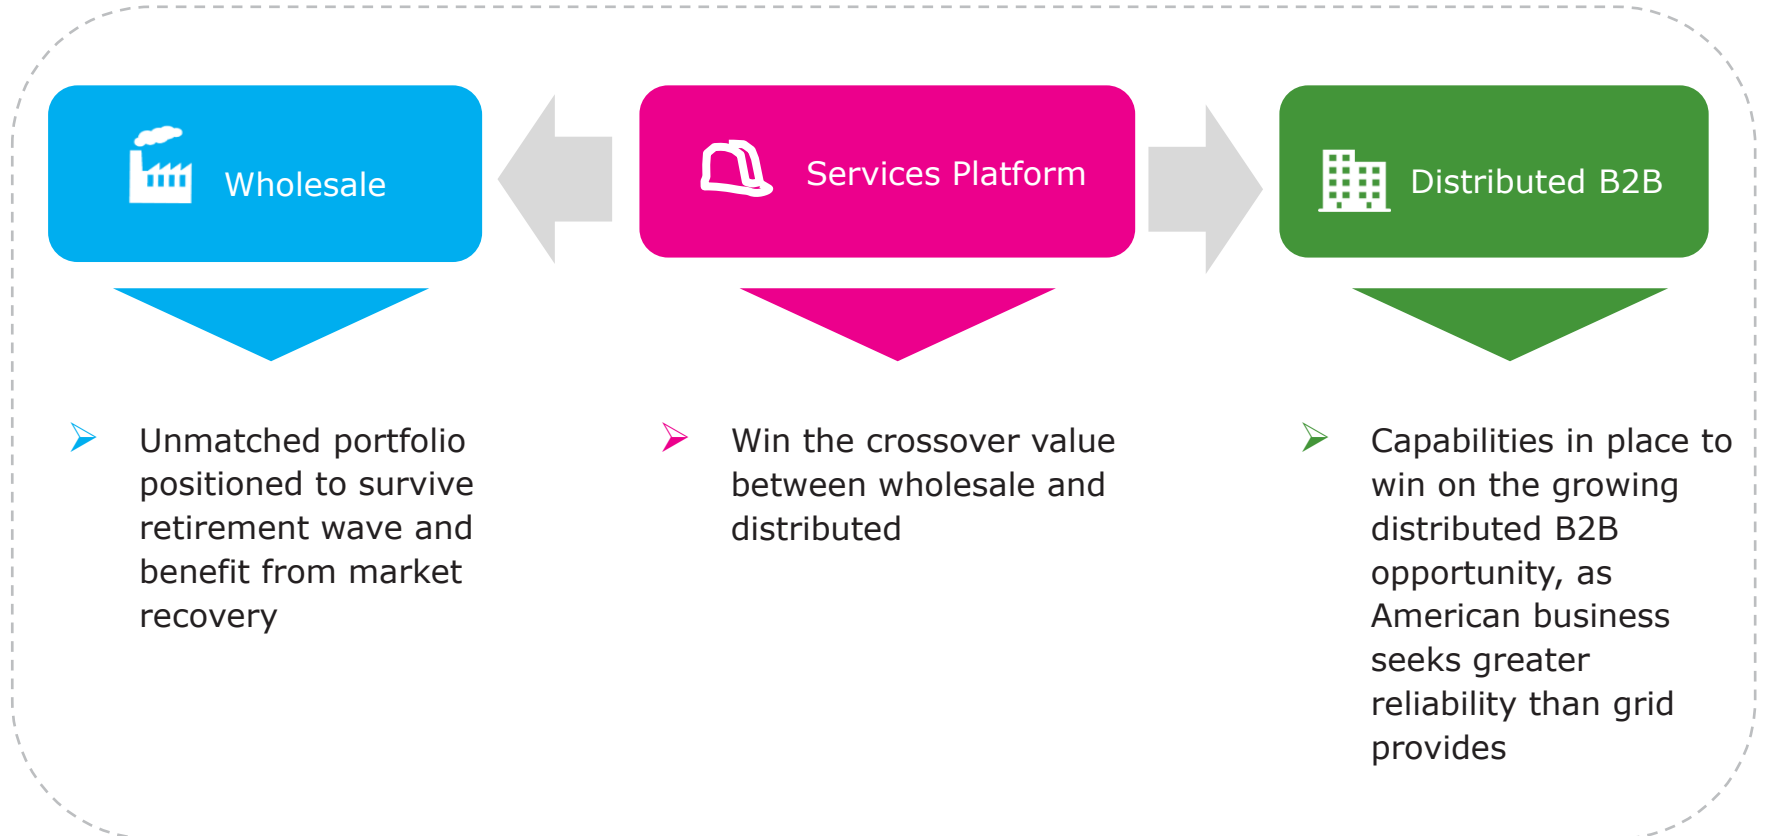 Wholesale
Services Platform
Distributed B2B
Unmatched portfolio
positioned to survive
retirement wave and
benefit from market
recovery
Win the crossover value
between wholesale and
distributed
Capabilities in place to
win on the growing
distributed B2B
opportunity, as
American business
seeks greater
reliability than grid
provides